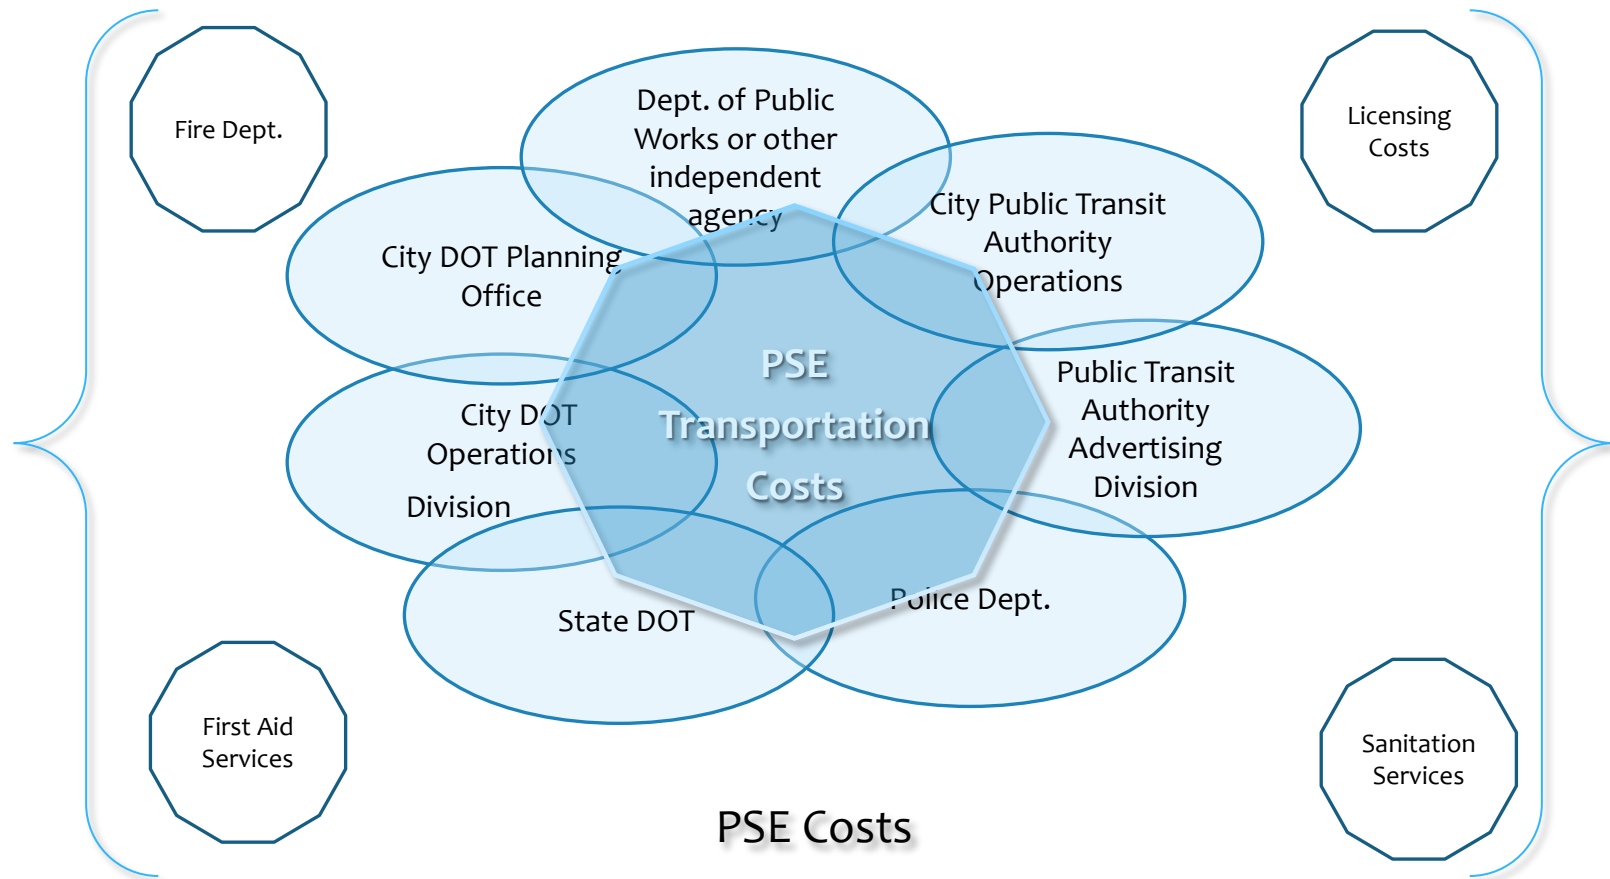 Fire Dept.
Dept. of Public
Works or other
independent
agency
Licensing
Costs
City DOT Planning
Office
City Public Transit
Authority
Operations
City DOT
Operations
Division
PSE
Transportation
Costs
Public Transit
Authority
Advertising
Division
State DOT
Police Dept.
First Aid
Services
Sanitation
Services
PSE Costs